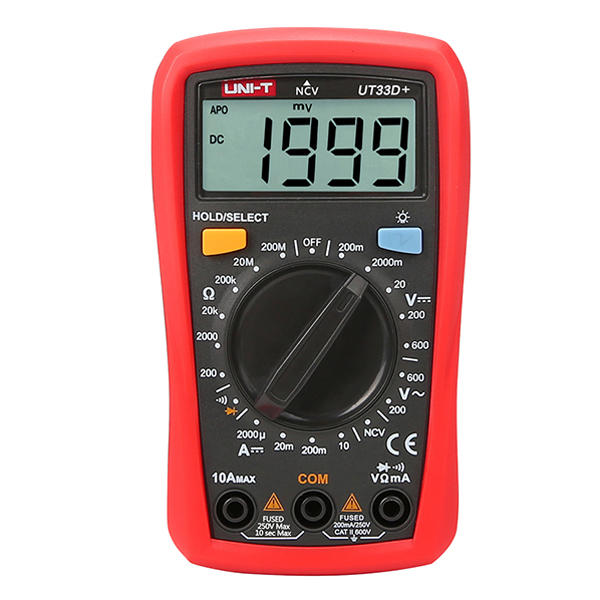 UNI-T NCV UT33D+
APO mV
DC 1999
HOLD/SELECT
200M OFF 200m
20M 2000m
200k 20
Ω V⎓
20k 200
2000 600
200 600
V~
200
2000μ 20m 200m 10 NCV
A⎓ CE
10AMAX COM VΩmA
FUSED
250V Max
10 sec Max
FUSED
200mA/250V
CAT II 600V